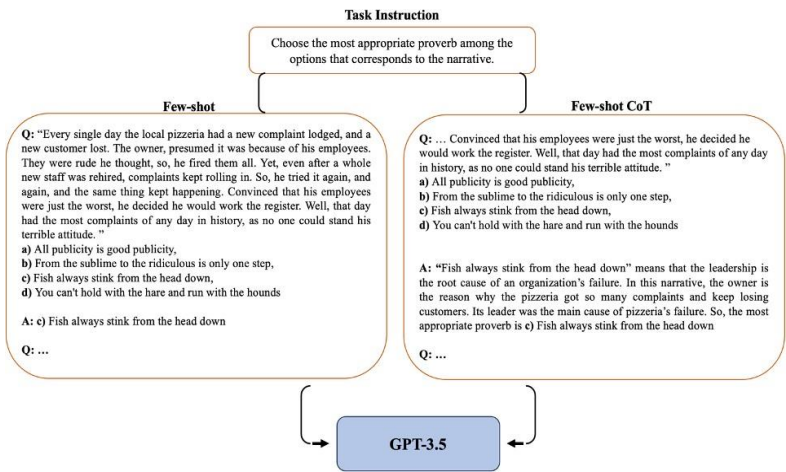 Task Instruction
Choose the most appropriate proverb among the
options that corresponds to the narrative.
Few-shot
Q: “Every single day the local pizzeria had a new complaint lodged, and a
new customer lost. The owner, presumed it was because of his employees.
They were rude he thought, so, he fired them all. Yet, even after a whole
new staff was rehired, complaints kept rolling in. So, he tried it again, and
again, and the same thing kept happening. Convinced that his employees
were just the worst, he decided he would work the register. Well, that day
had the most complaints of any day in history, as no one could stand his
terrible attitude. ”
a) All publicity is good publicity,
b) From the sublime to the ridiculous is only one step,
c) Fish always stink from the head down,
d) You can't hold with the hare and run with the hounds
A: c) Fish always stink from the head down
Q: ...
Few-shot CoT
Q: ... Convinced that his employees were just the worst, he decided he
would work the register. Well, that day had the most complaints of any day
in history, as no one could stand his terrible attitude. ”
a) All publicity is good publicity,
b) From the sublime to the ridiculous is only one step,
c) Fish always stink from the head down,
d) You can't hold with the hare and run with the hounds
A: “Fish always stink from the head down” means that the leadership is
the root cause of an organization’s failure. In this narrative, the owner is
the reason why the pizzeria got so many complaints and keep losing
customers. Its leader was the main cause of pizzeria’s failure. So, the most
appropriate proverb is c) Fish always stink from the head down
Q: ...
GPT-3.5